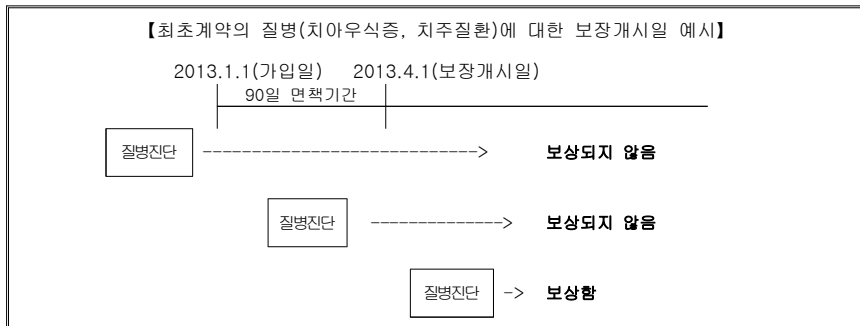 【최초계약의 질병(치아우식증, 치주질환)에 대한 보장개시일 예시】
2013.1.1(가입일) 2013.4.1(보장개시일)
90일 면책기간
질병진단 ----------------------------> 보상되지 않음
질병진단 --------------> 보상되지 않음
질병진단 -> 보상함